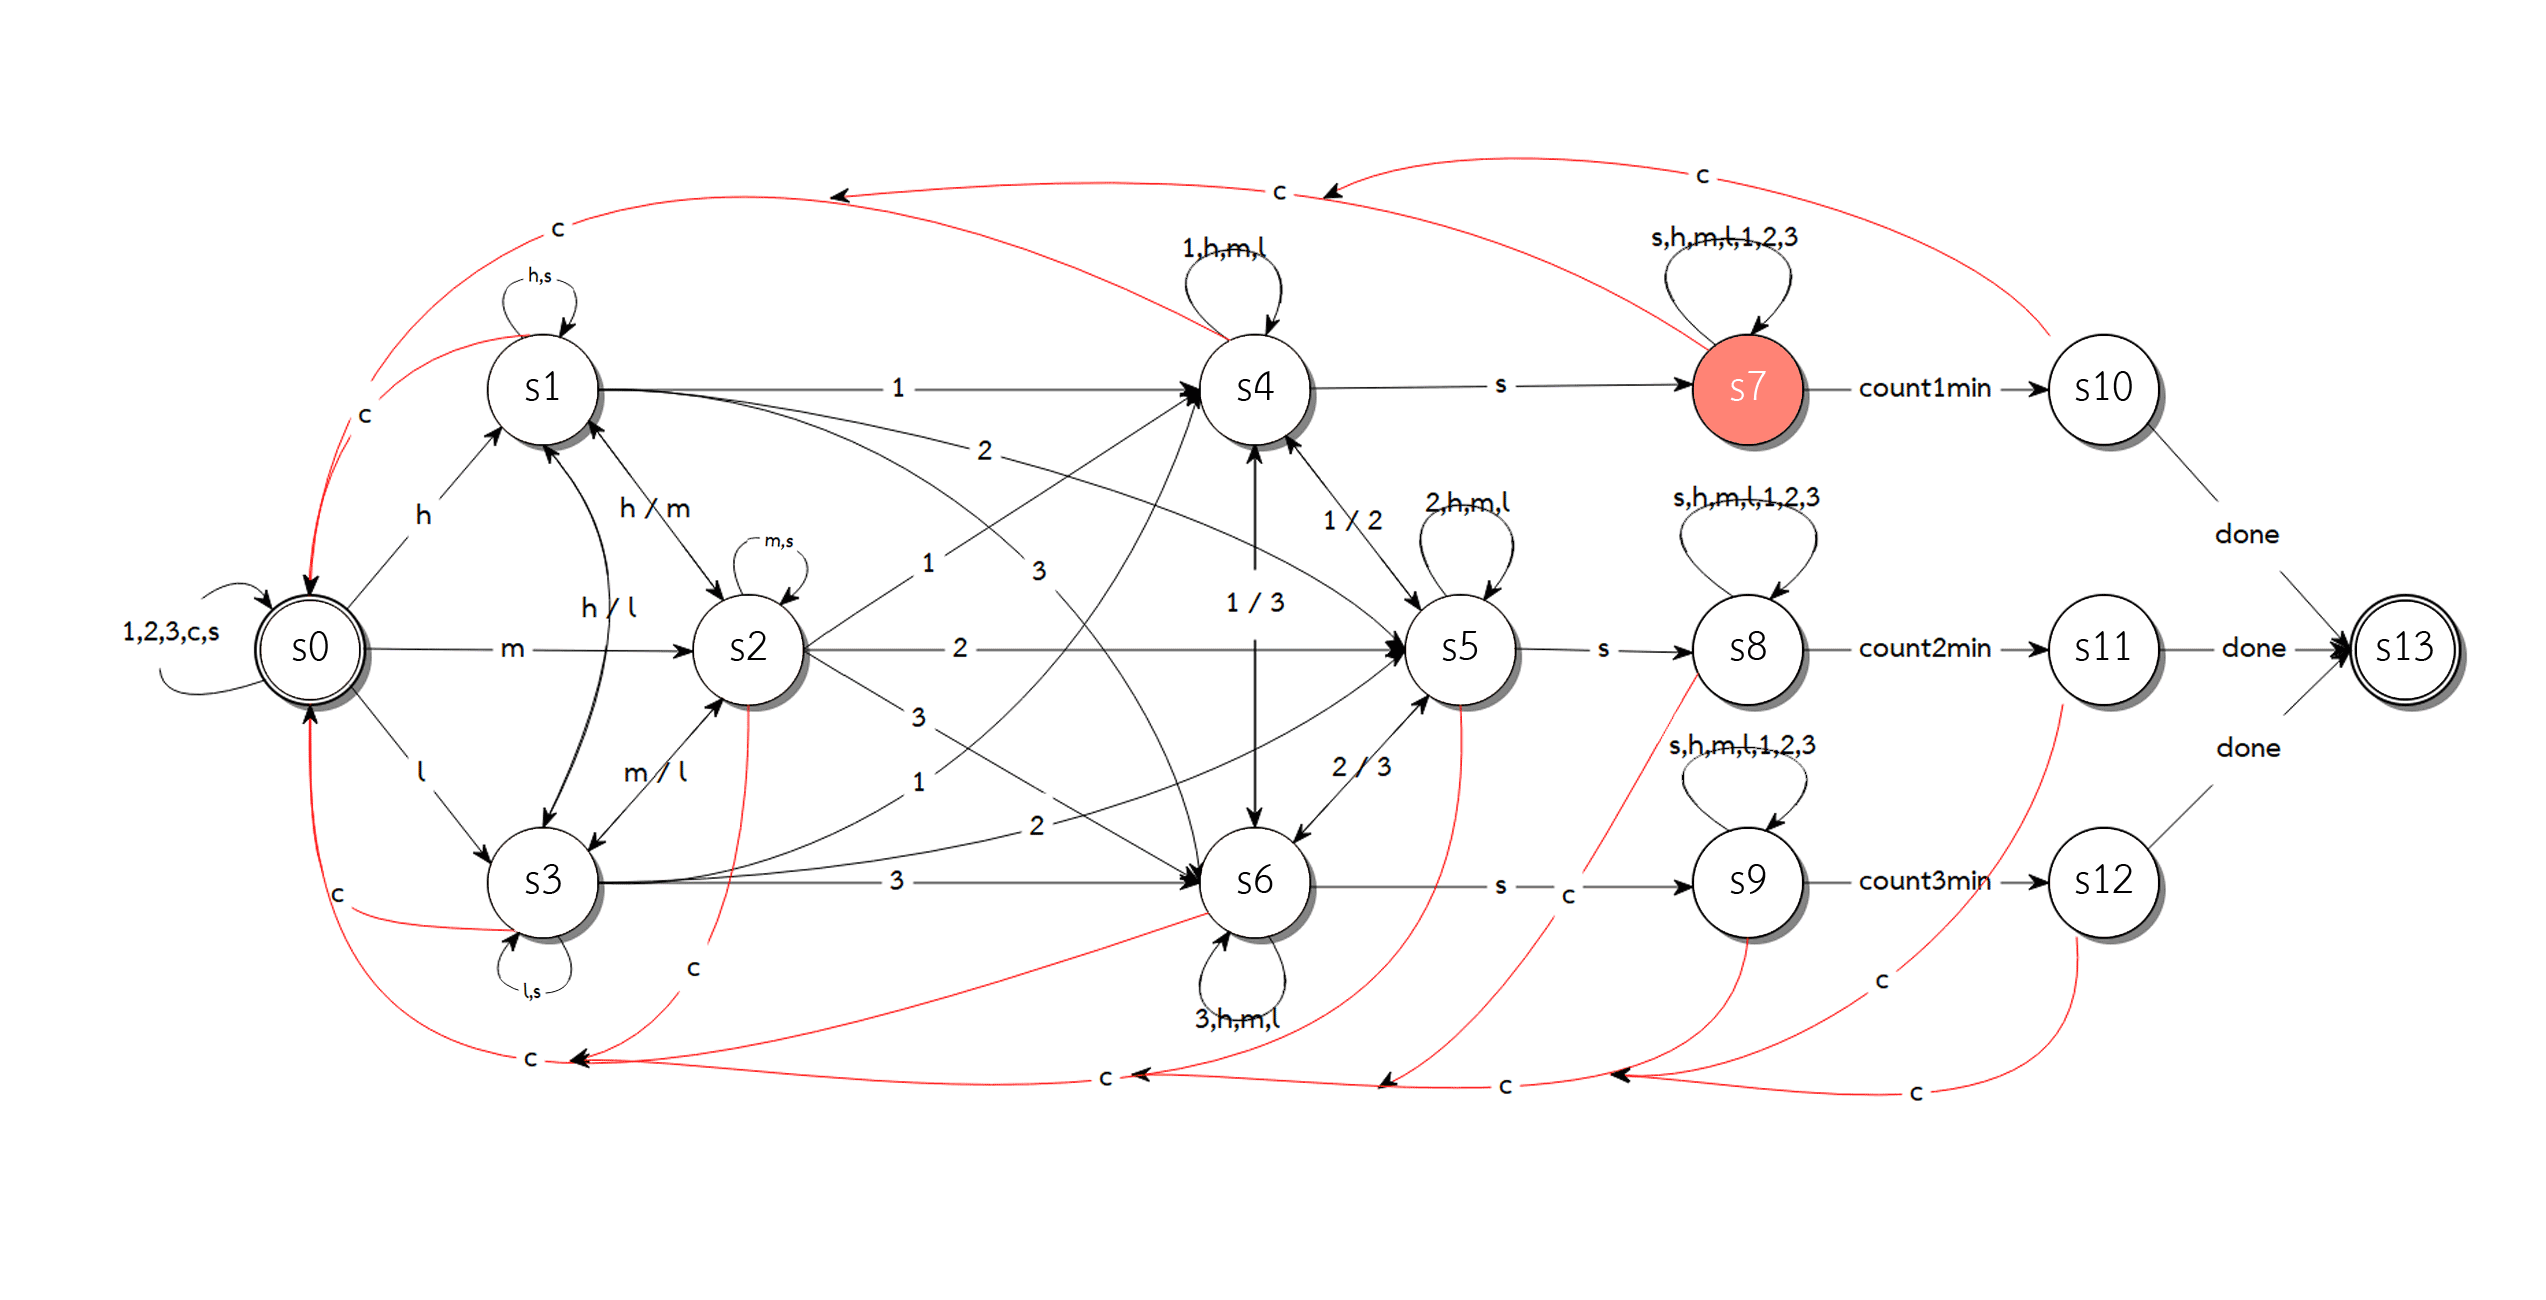 c
c
c
1,h,m,l
s,h,m,l,1,2,3
h,s
s1
1
s4
s
s7
count1min
s10
c
2
h
h / m
1 / 2
2,h,m,l
s,h,m,l,1,2,3
done
m,s
1
3
1,2,3,c,s
h / l
1 / 3
s0
m
s2
2
s5
s
s8
count2min
s11
done
s13
3
l
m / l
1
2 / 3
s,h,m,l,1,2,3
done
2
c
s3
3
s6
s
c
s9
count3min
s12
l,s
c
3,h,m,l
c
c
c
c
c